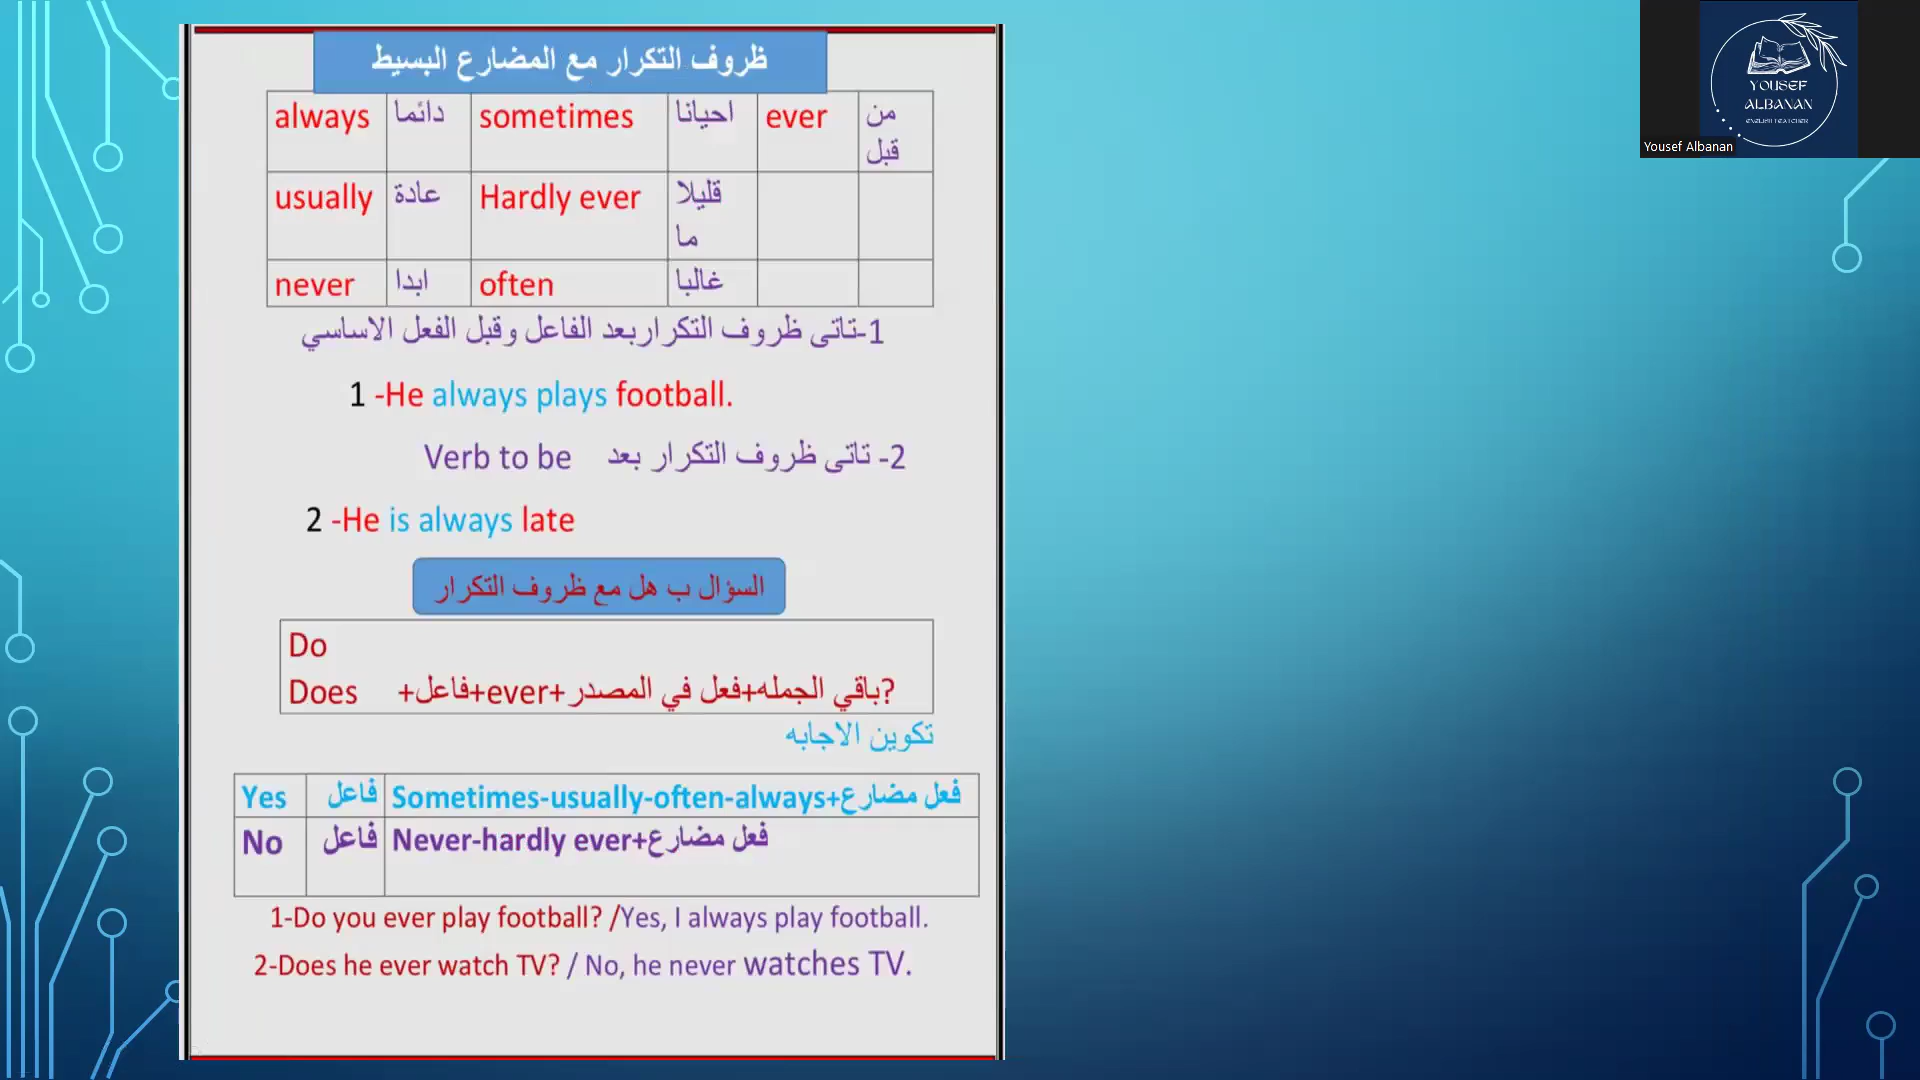 ظروف التكرار مع المضارع البسيط
always دائما sometimes احيانا ever من قبل
usually عادة Hardly ever قليلا ما
never ابدا often غالبا
1-تاتى ظروف التكراربعد الفاعل وقبل الفعل الاساسي
1 -He always plays football.
2- تاتى ظروف التكرار بعد Verb to be
2 -He is always late
السؤال ب هل مع ظروف التكرار
Do
Does +فاعل+ever+فعل في المصدر+باقي الجمله?
تكوين الاجابه
Yes فاعل Sometimes-usually-often-always+فعل مضارع
No فاعل Never-hardly ever+فعل مضارع
1-Do you ever play football? /Yes, I always play football.
2-Does he ever watch TV? / No, he never watches TV.
YOUSEF
ALBANAN
ENGLISH TEACHER
Yousef Albanan